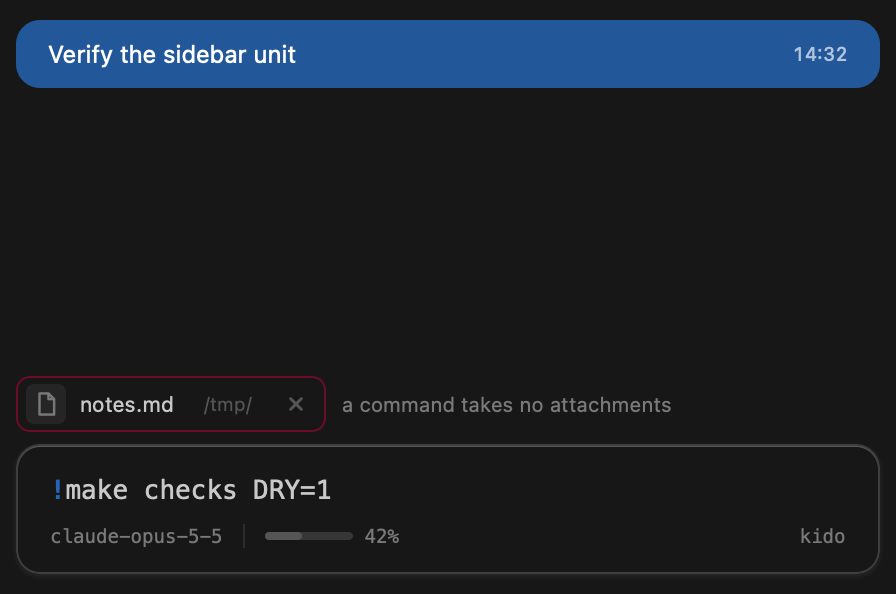 Verify the sidebar unit 14:32
notes.md /tmp/ × a command takes no attachments
!make checks DRY=1
claude-opus-5-5 42% kido